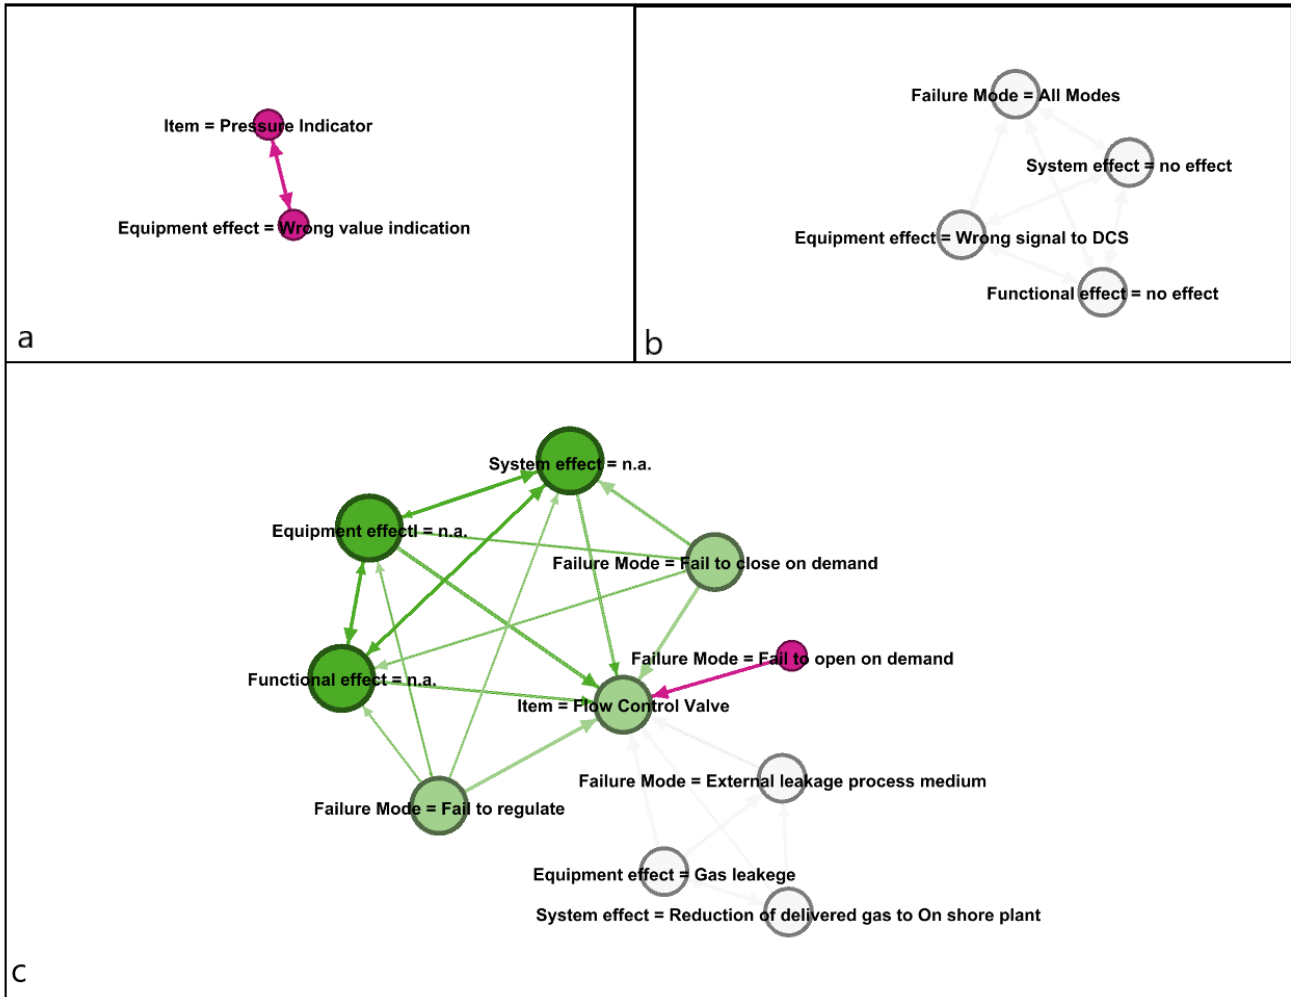 Item = Pressure Indicator
Equipment effect = Wrong value indication
a
Failure Mode = All Modes
System effect = no effect
Equipment effect = Wrong signal to DCS
Functional effect = no effect
b
System effect = n.a.
Equipment effectl = n.a.
Failure Mode = Fail to close on demand
Failure Mode = Fail to open on demand
Functional effect = n.a.
Item = Flow Control Valve
Failure Mode = External leakage process medium
Failure Mode = Fail to regulate
Equipment effect = Gas leakege
System effect = Reduction of delivered gas to On shore plant
c